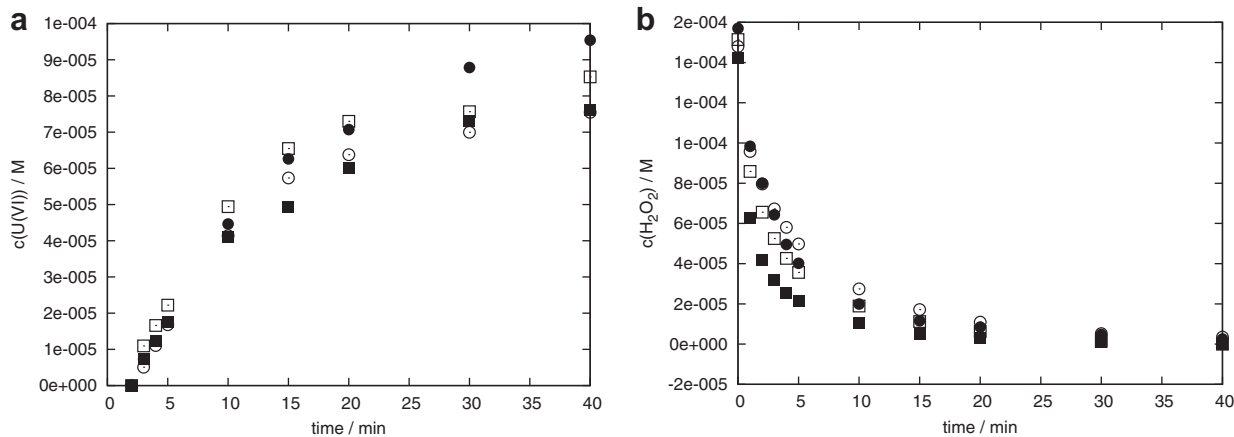 a
1e-004
9e-005
8e-005
7e-005
6e-005
5e-005
4e-005
3e-005
2e-005
1e-005
0e+000
c(U(VI)) / M
0 5 10 15 20 25 30 35 40
time / min
b
2e-004
1e-004
1e-004
1e-004
8e-005
6e-005
4e-005
2e-005
0e+000
-2e-005
c(H₂O₂) / M
0 5 10 15 20 25 30 35 40
time / min